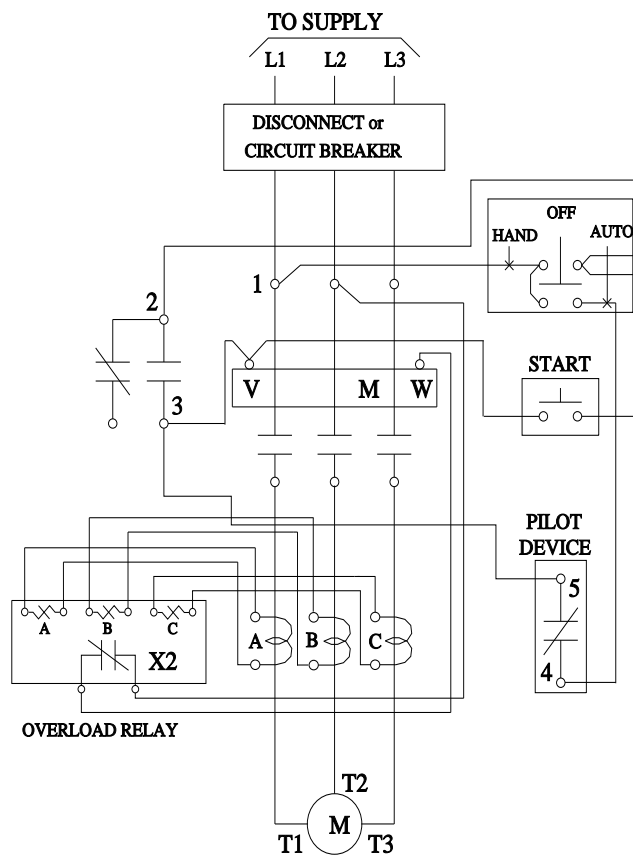 TO SUPPLY
L1 L2 L3
DISCONNECT or
CIRCUIT BREAKER
OFF
HAND AUTO
1
2
START
V M W
3
PILOT
DEVICE
5
A B C
A B C
X2
4
OVERLOAD RELAY
T2
M
T1 T3